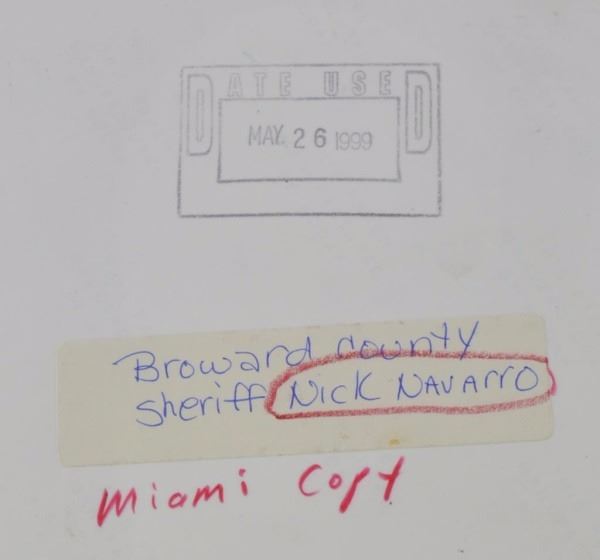 DATE USED
MAY. 26 1999
Broward county
Sheriff Nick Navarro
Miami Copy